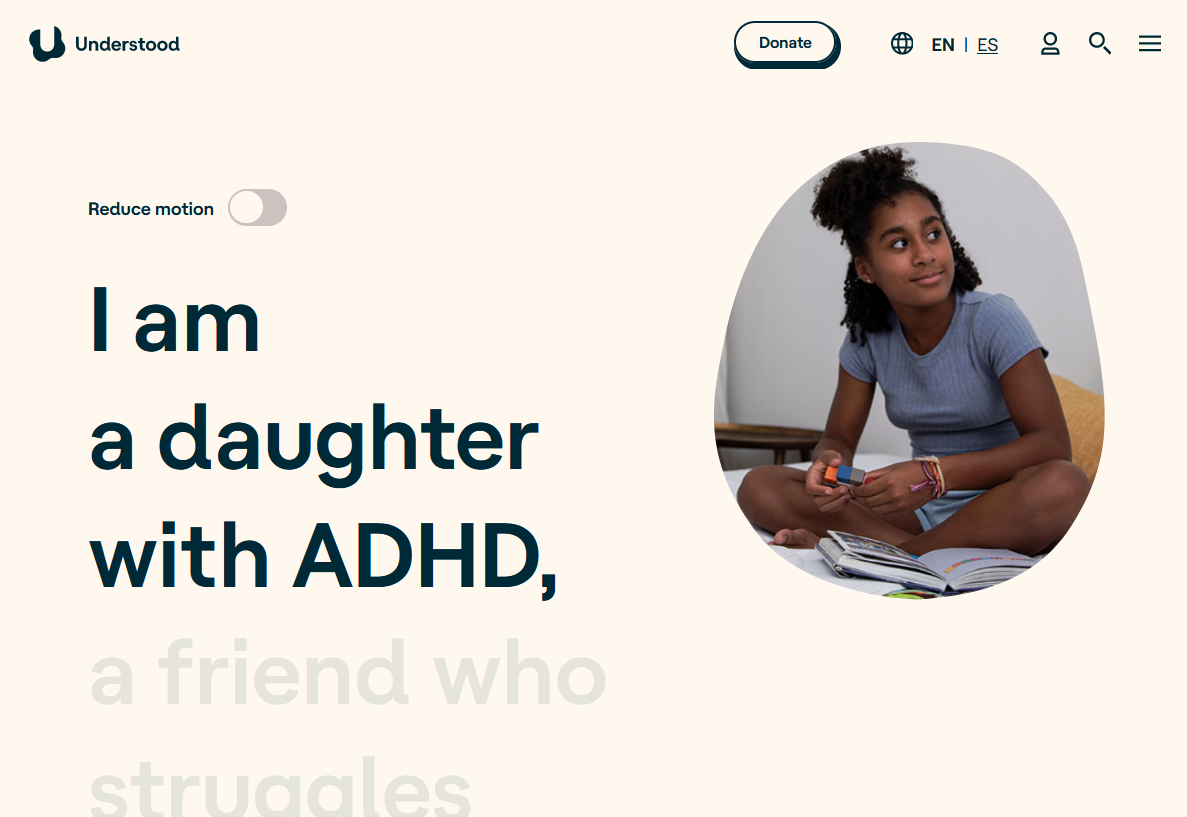 Understood
Donate
EN | ES
Reduce motion
I am
a daughter
with ADHD,
a friend who
struggles